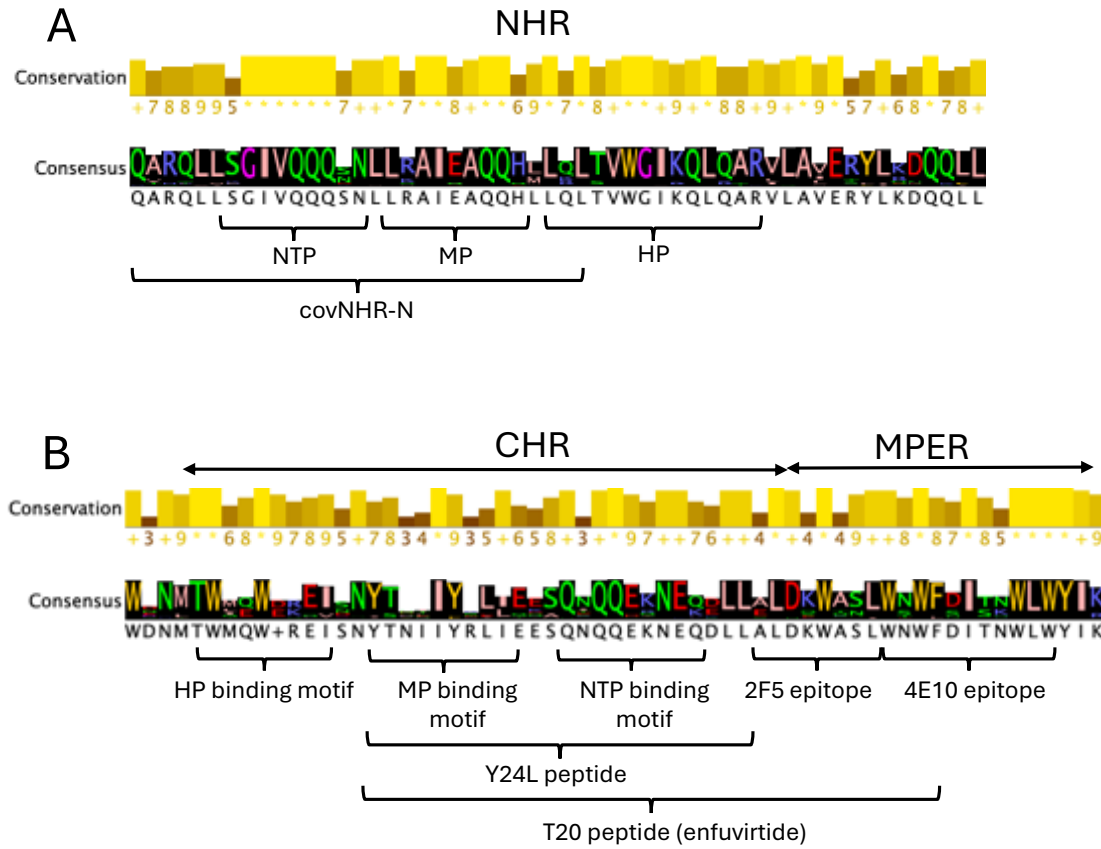 A
NHR
Conservation
+788995******7++*7**8+**69*7*8+**+9+*88+9+*9*57+68*78+
Consensus
QARQLLSGIVQQQSNLLRAIEAQQHLLQLTVWGIKQLQARVLAVERYLKDQQLL
NTP MP HP
covNHR-N
B
CHR MPER
Conservation
+3+9**68*97895+7834*935+658+3+*97++76++4*+4*49++8*87*85****+9
Consensus
WDNMTWMQW+REISNYTNIIYRLIEESQNQQEKNEQDLLALDKWASLWNWFDITNWLWYIK
HP binding motif MP binding NTP binding 2F5 epitope 4E10 epitope
motif motif
Y24L peptide
T20 peptide (enfuvirtide)